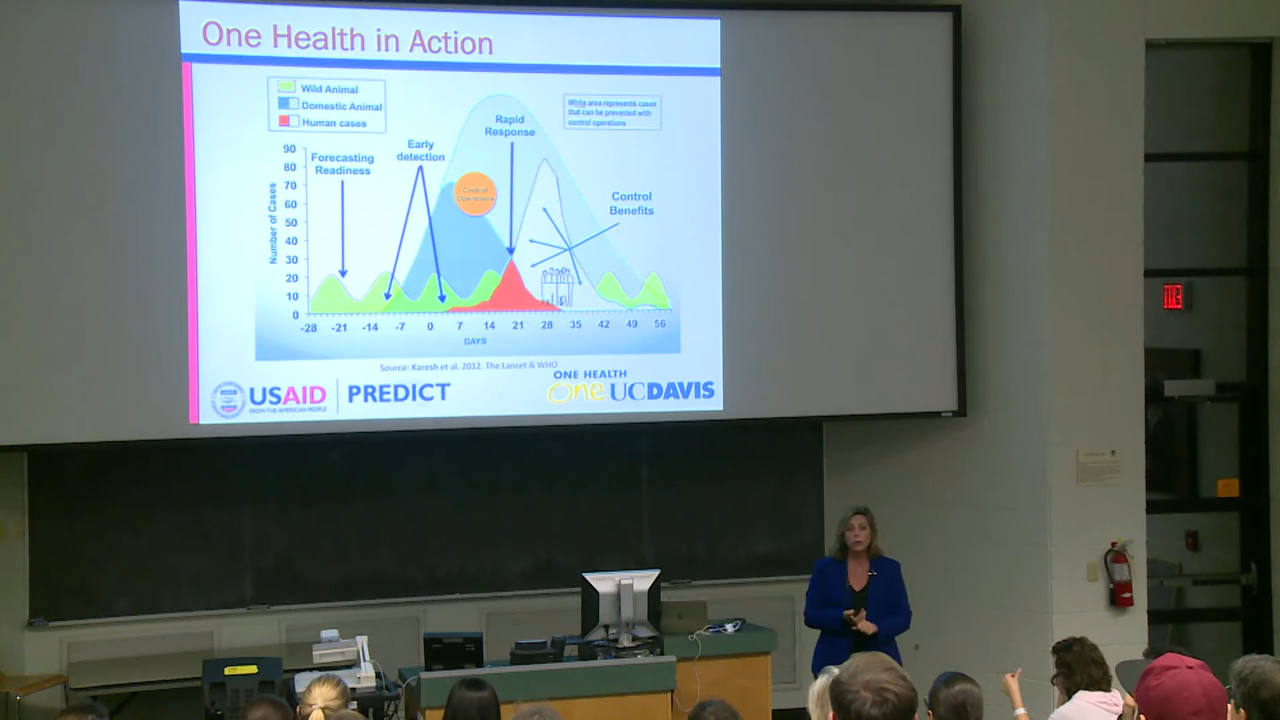 One Health in Action
Wild Animal
Domestic Animal
Human cases
White area represents cases
that can be prevented with
control operations
Rapid
Response
Early
detection
Forecasting
Readiness
Control
Operations
Control
Benefits
Number of Cases
90
80
70
60
50
40
30
20
10
0
-28 -21 -14 -7 0 7 14 21 28 35 42 49 56
DAYS
Source: Karesh et al. 2012. The Lancet & WHO
USAID
FROM THE AMERICAN PEOPLE
PREDICT
ONE HEALTH
one UCDAVIS